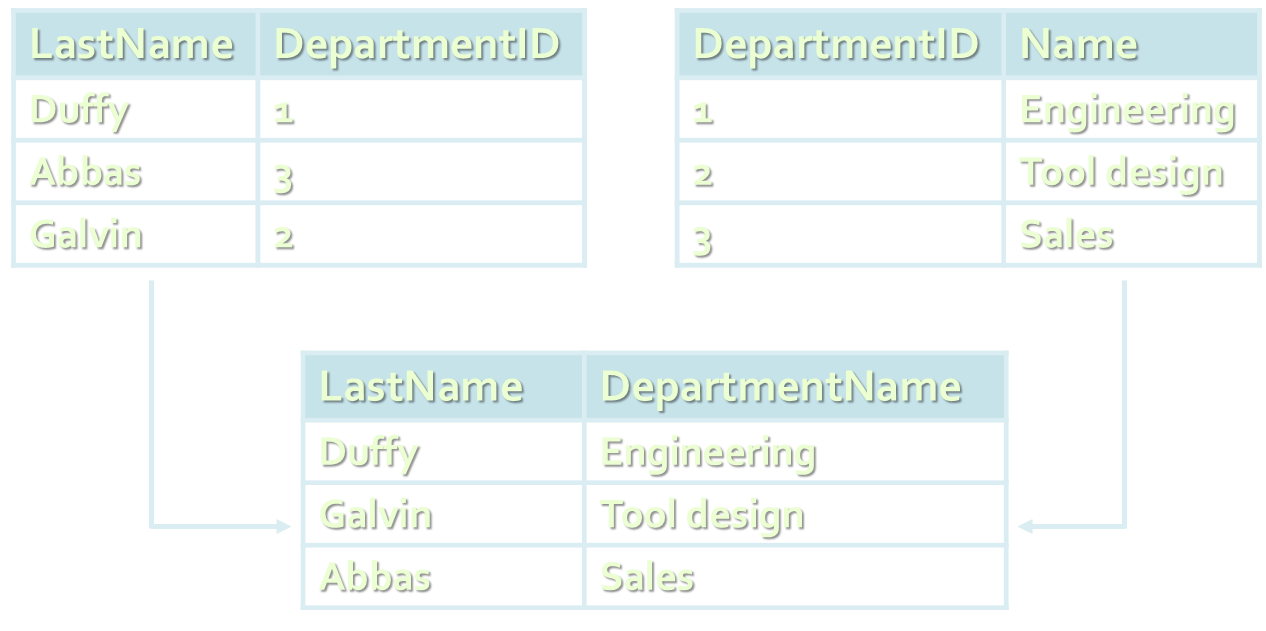 LastName DepartmentID
Duffy 1
Abbas 3
Galvin 2
DepartmentID Name
1 Engineering
2 Tool design
3 Sales
LastName DepartmentName
Duffy Engineering
Galvin Tool design
Abbas Sales